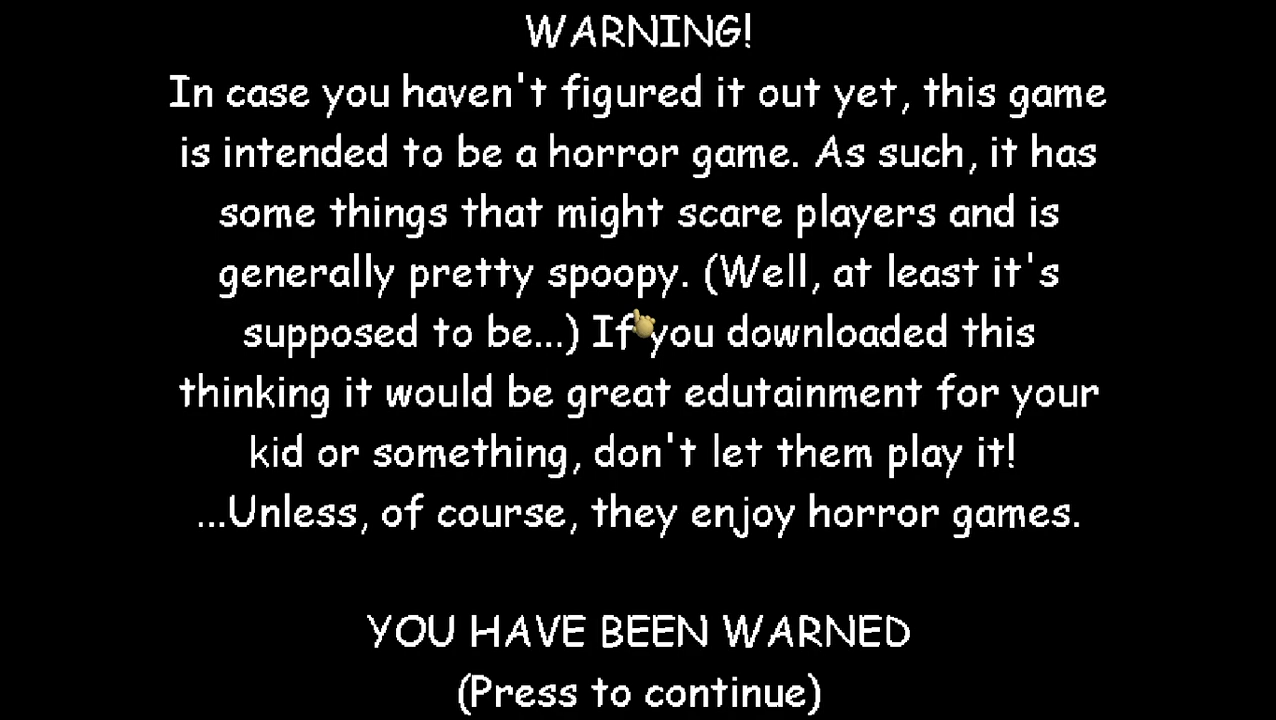 WARNING!
In case you haven't figured it out yet, this game
is intended to be a horror game. As such, it has
some things that might scare players and is
generally pretty spoopy. (Well, at least it's
supposed to be...) If you downloaded this
thinking it would be great edutainment for your
kid or something, don't let them play it!
...Unless, of course, they enjoy horror games.
YOU HAVE BEEN WARNED
(Press to continue)